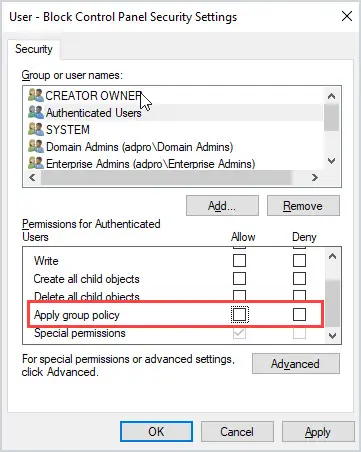 User - Block Control Panel Security Settings
Security
Group or user names:
CREATOR OWNER
Authenticated Users
SYSTEM
Domain Admins (adpro\Domain Admins)
Enterprise Admins (adpro\Enterprise Admins)
Add...
Remove
Permissions for Authenticated
Users
Allow
Deny
Write
Create all child objects
Delete all child objects
Apply group policy
Special permissions
For special permissions or advanced settings,
click Advanced.
Advanced
OK
Cancel
Apply